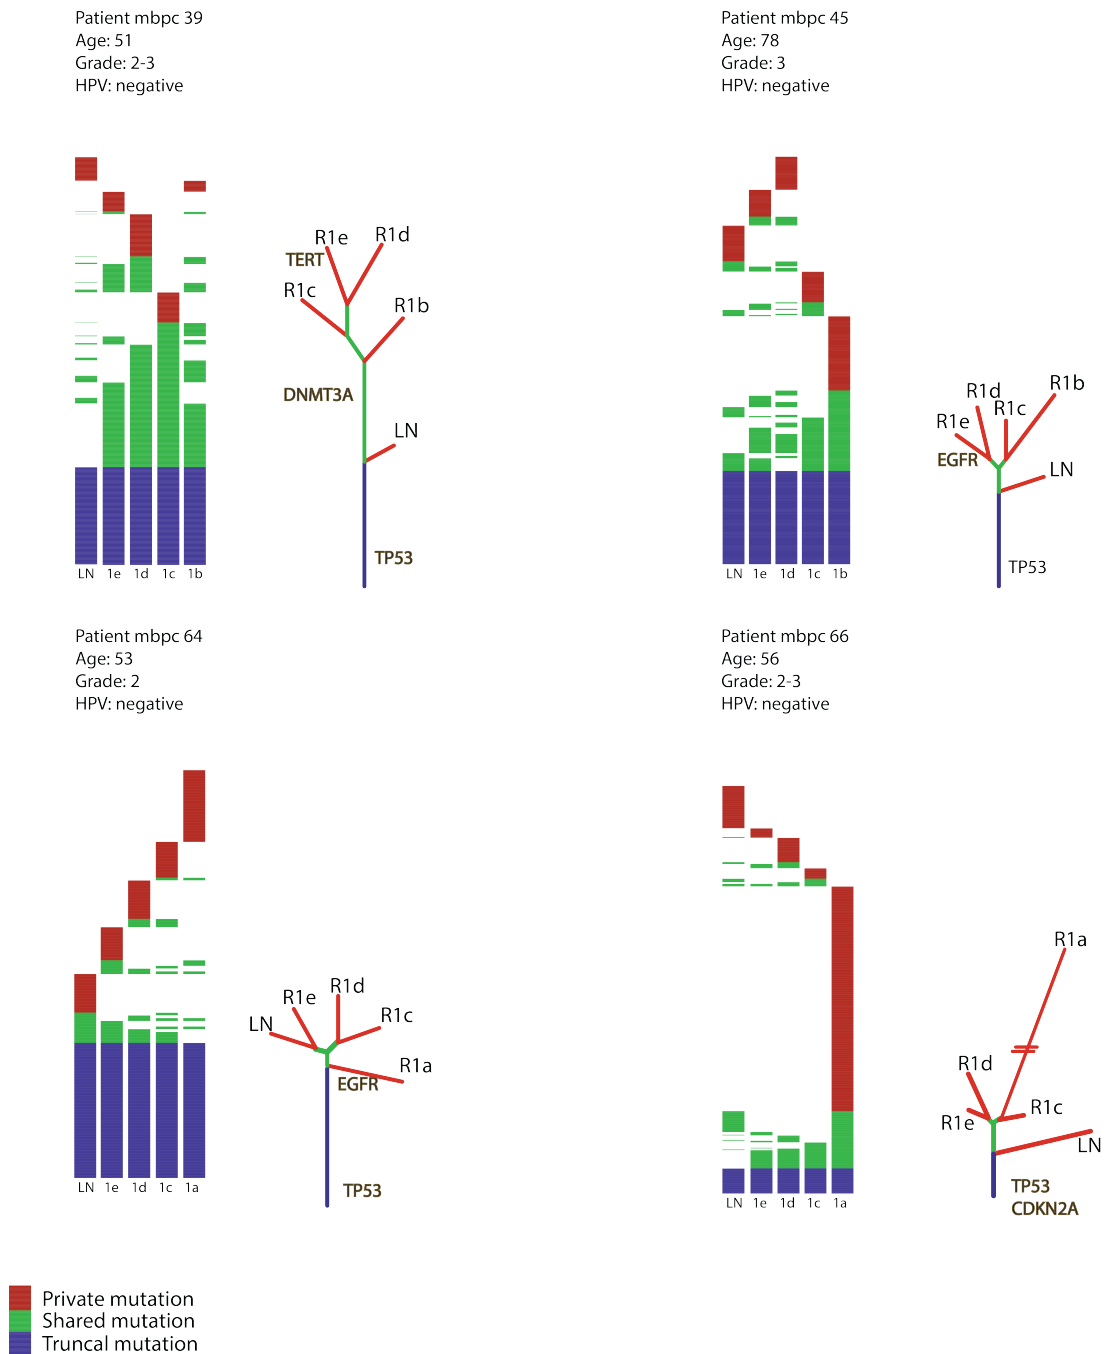 Patient mbpc 39
Age: 51
Grade: 2-3
HPV: negative
R1e
R1d
TERT
R1c
R1b
DNMT3A
LN
TP53
LN 1e 1d 1c 1b
Patient mbpc 45
Age: 78
Grade: 3
HPV: negative
R1d
R1b
R1c
R1e
EGFR
LN
TP53
LN 1e 1d 1c 1b
Patient mbpc 64
Age: 53
Grade: 2
HPV: negative
R1d
R1e
R1c
LN
R1a
EGFR
TP53
LN 1e 1d 1c 1a
Patient mbpc 66
Age: 56
Grade: 2-3
HPV: negative
R1a
R1d
R1c
R1e
LN
TP53
CDKN2A
LN 1e 1d 1c 1a
Private mutation
Shared mutation
Truncal mutation